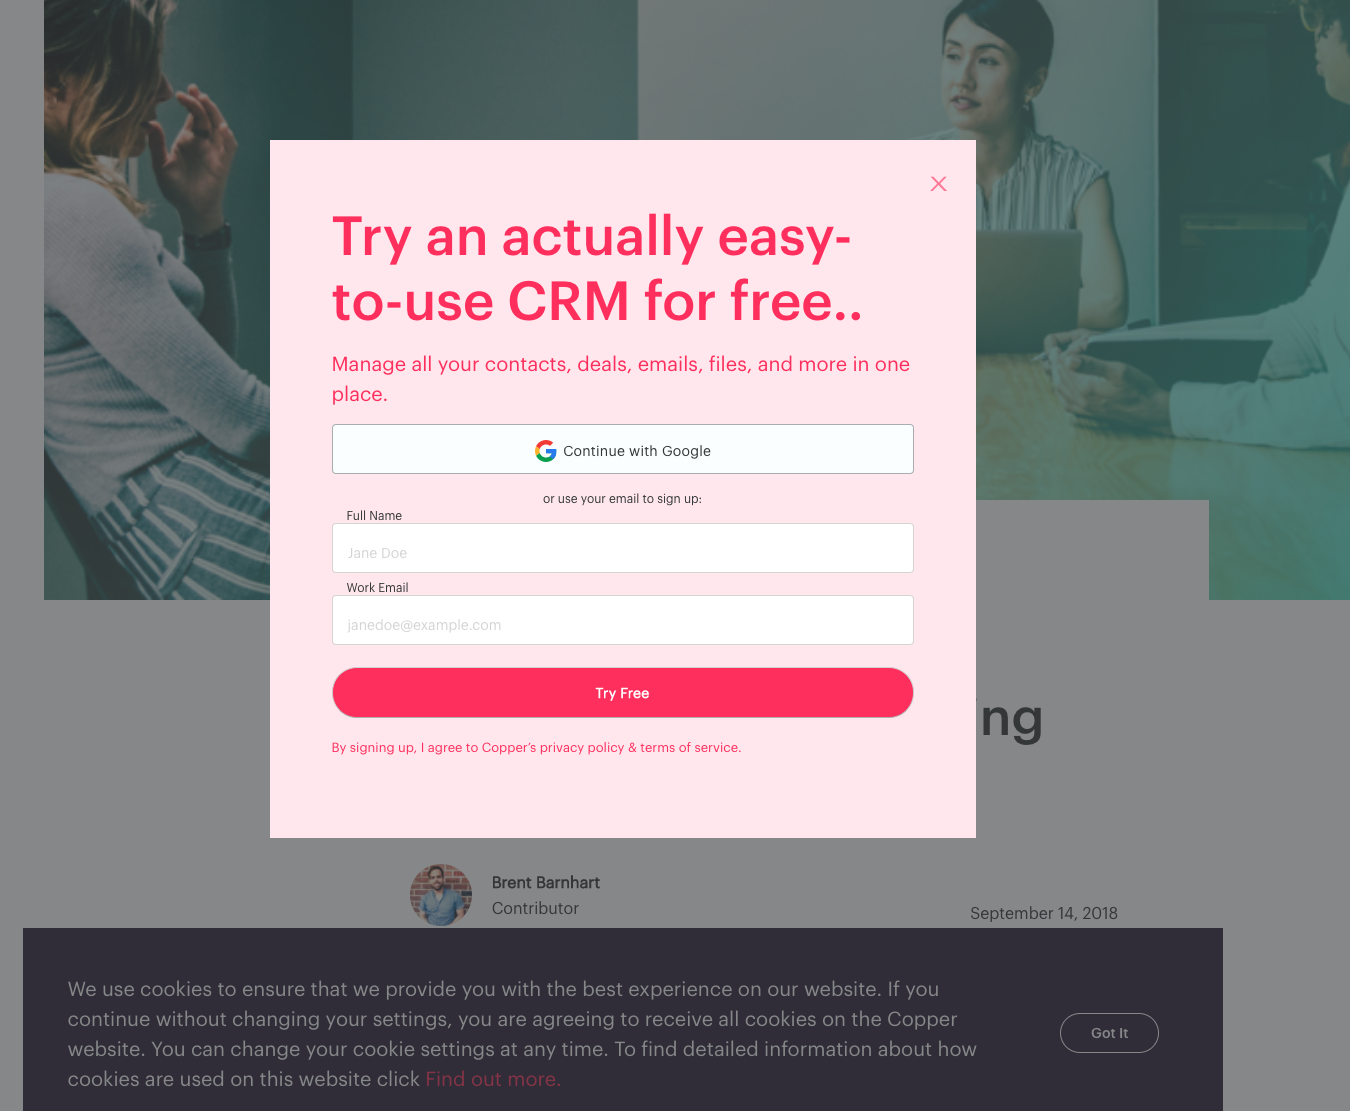 Try an actually easy-
to-use CRM for free..
Manage all your contacts, deals, emails, files, and more in one
place.
Continue with Google
or use your email to sign up:
Full Name
Jane Doe
Work Email
janedoe@example.com
Try Free
By signing up, I agree to Copper's privacy policy & terms of service.
Brent Barnhart
Contributor
September 14, 2018
We use cookies to ensure that we provide you with the best experience on our website. If you
continue without changing your settings, you are agreeing to receive all cookies on the Copper
website. You can change your cookie settings at any time. To find detailed information about how
cookies are used on this website click Find out more.
Got It